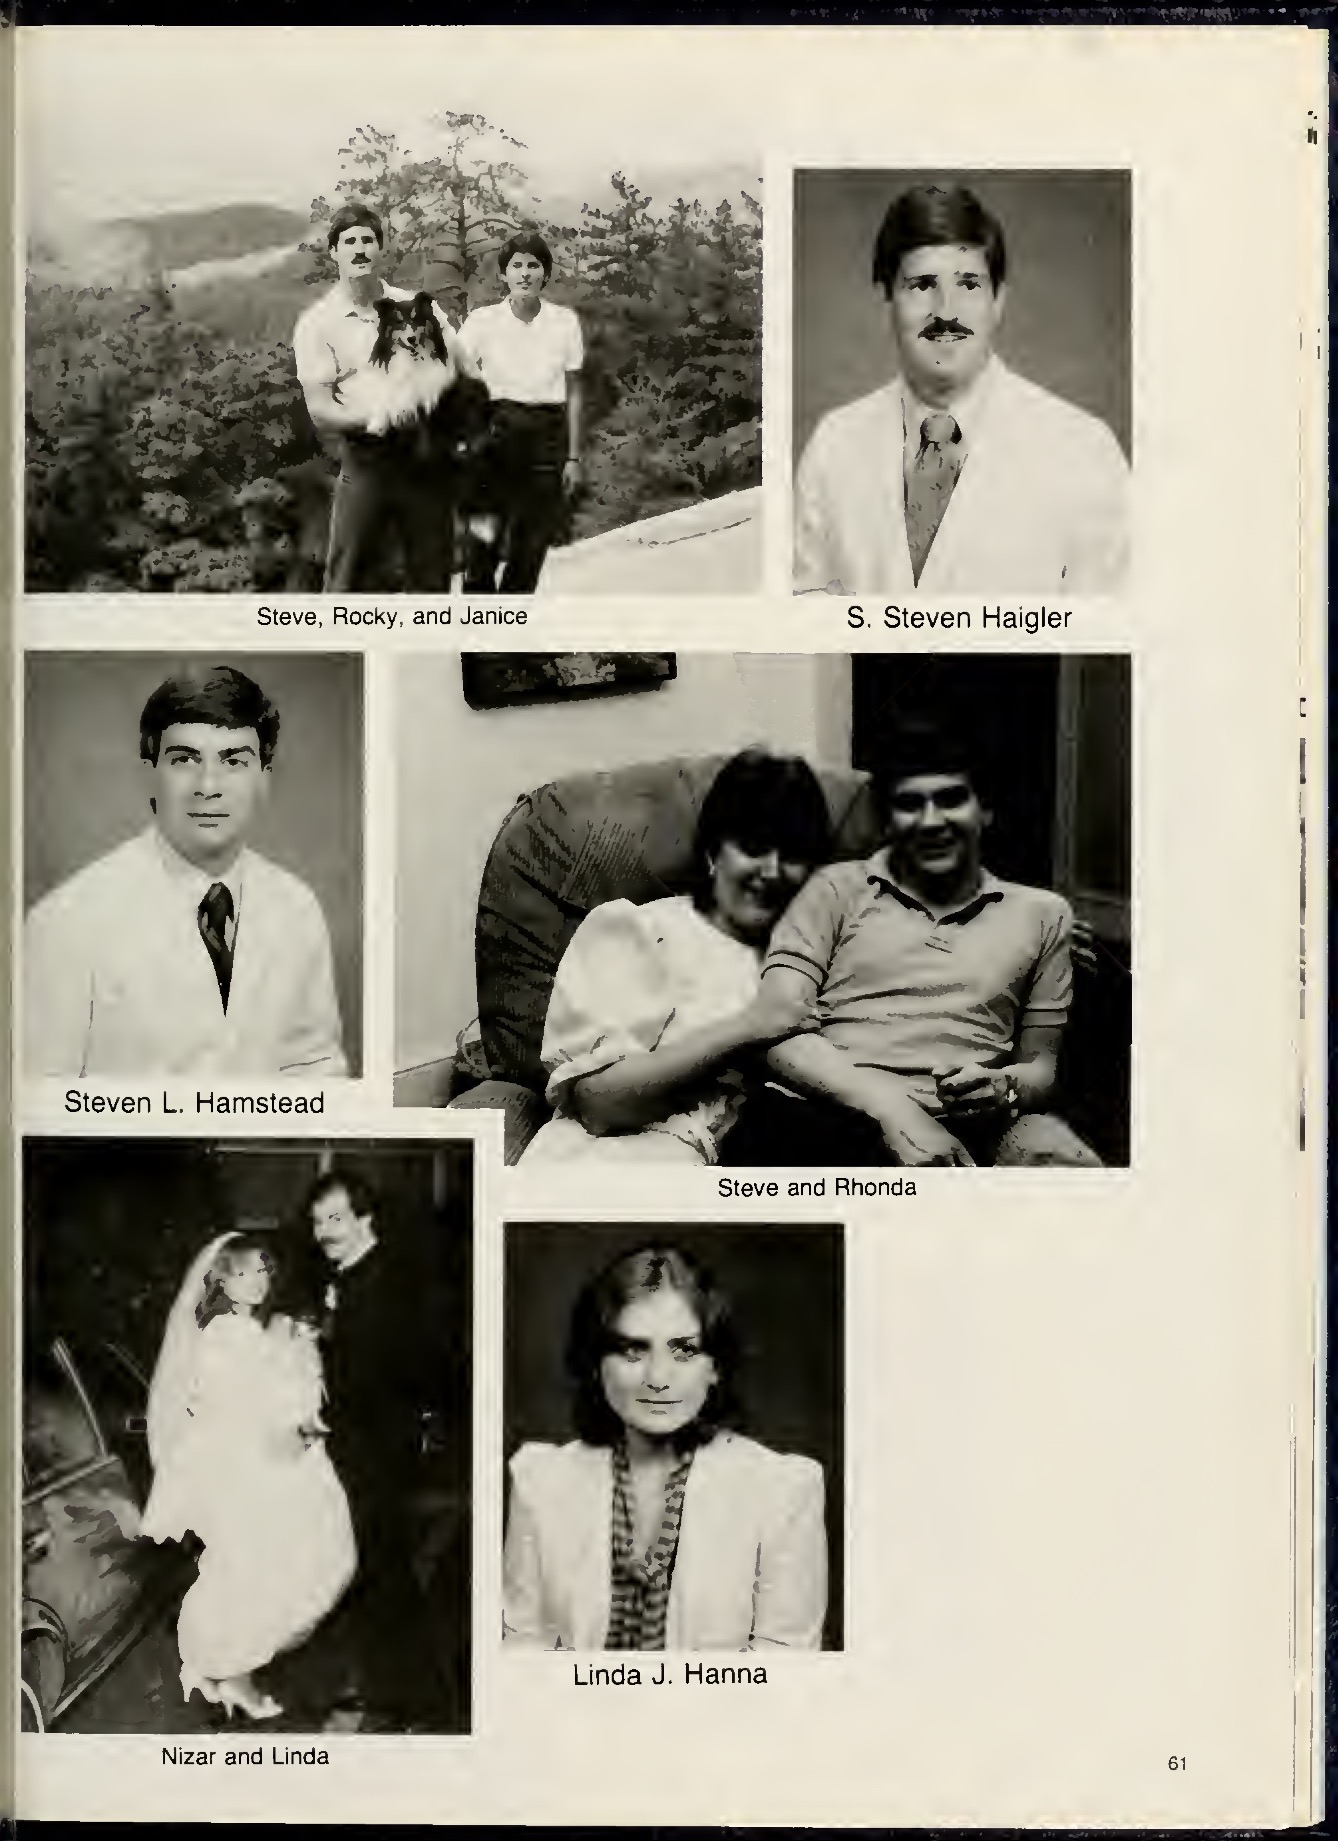 Steve, Rocky, and Janice
S. Steven Haigler
Steven L. Hamstead
Steve and Rhonda
Linda J. Hanna
Nizar and Linda
61